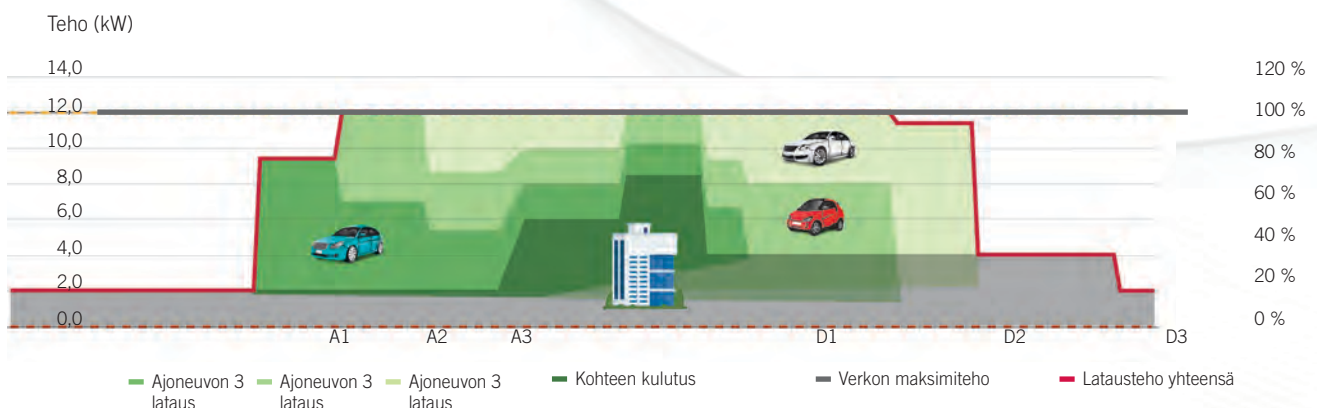 Teho (kW)
14,0
12,0
10,0
8,0
6,0
4,0
2,0
0,0
120 %
100 %
80 %
60 %
40 %
20 %
0 %
A1 A2 A3 D1 D2 D3
Ajoneuvon 3 lataus
Ajoneuvon 3 lataus
Ajoneuvon 3 lataus
Kohteen kulutus
Verkon maksimiteho
Latausteho yhteensä